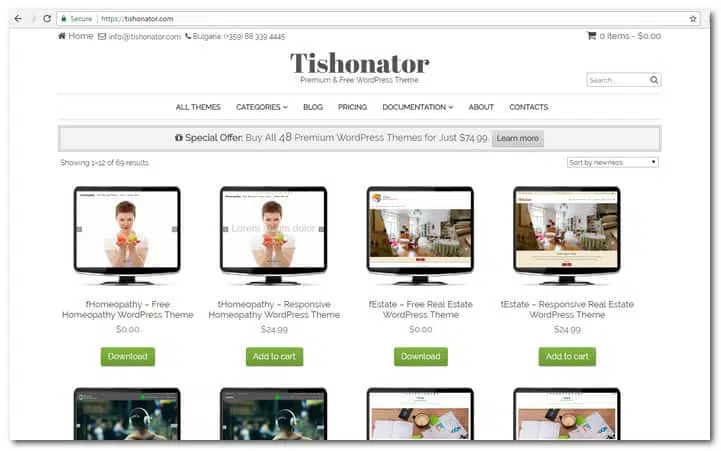 Secure https://tishonator.com
Home info@tishonator.com Bulgaria: (+359) 88 339 4445 0 items - $0.00
Tishonator
Premium & Free WordPress Theme
Search...
ALL THEMES CATEGORIES BLOG PRICING DOCUMENTATION ABOUT CONTACTS
Special Offer: Buy All 48 Premium WordPress Themes for Just $74.99. Learn more
Showing 1–12 of 69 results
Sort by newness
Lorem ipsum dolor
fHomeopathy – Free
Homeopathy WordPress Theme
$0.00
Download
tHomeopathy – Responsive
Homeopathy WordPress Theme
$24.99
Add to cart
fEstate – Free Real Estate
WordPress Theme
$0.00
Download
tEstate – Responsive Real Estate
WordPress Theme
$24.99
Add to cart